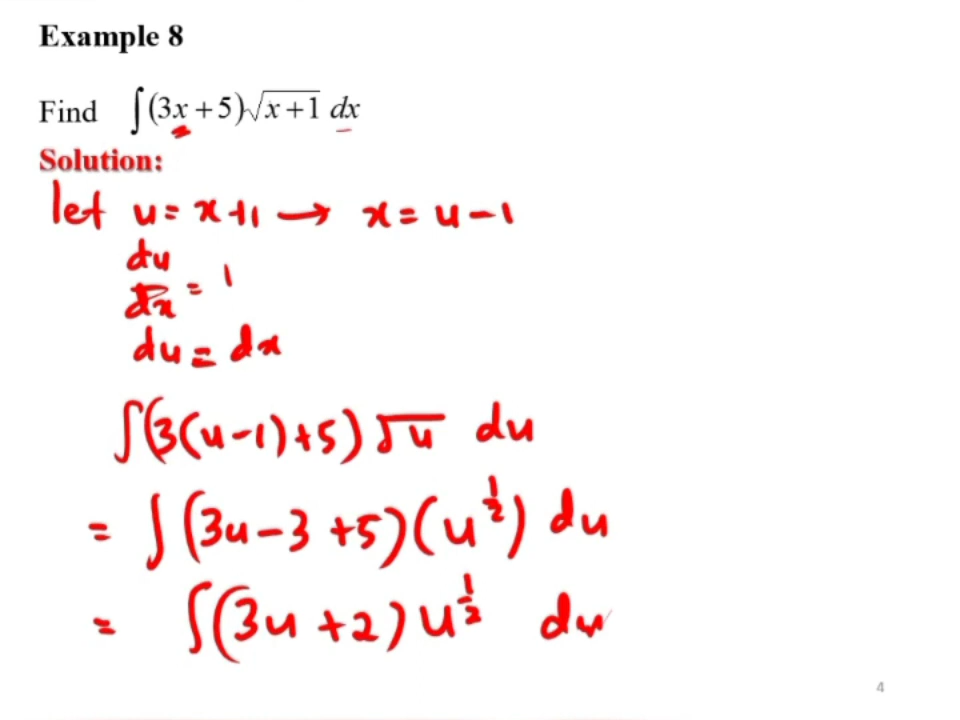 Example 8
Find ∫(3x+5)√(x+1) dx
Solution:
let u = x+1 → x = u-1
du/dx = 1
du = dx
∫(3(u-1)+5)√u du
= ∫(3u-3+5)(u^(1/2)) du
= ∫(3u+2)u^(1/2) du
4